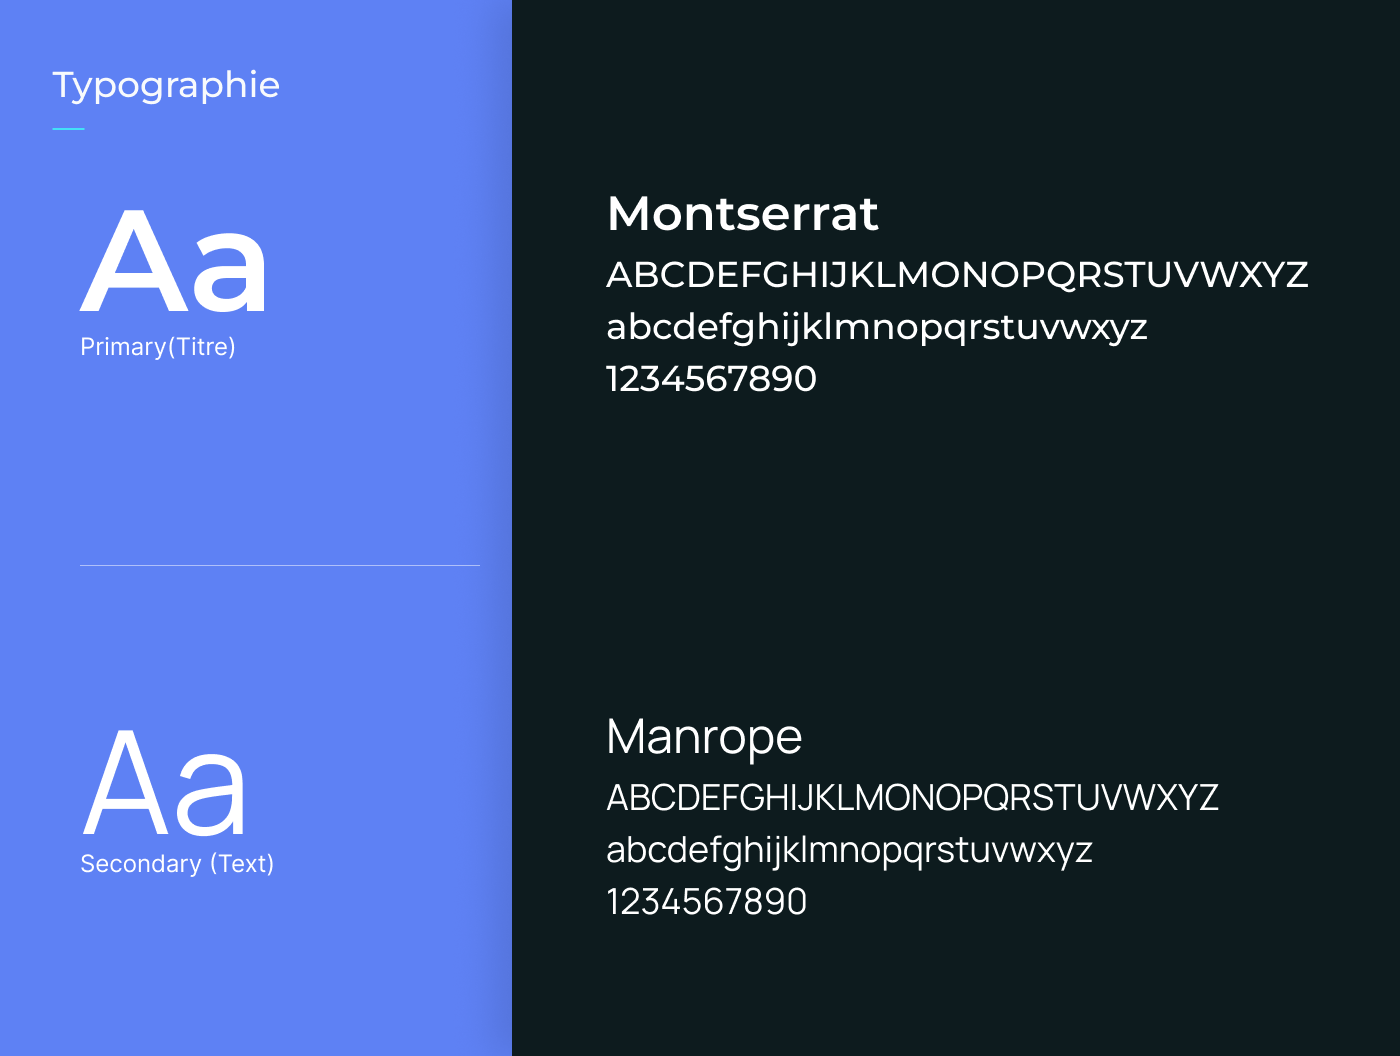 Typographie
Aa
Primary(Titre)
Montserrat
ABCDEFGHIJKLMONOPQRSTUVWXYZ
abcdefghijklmnopqrstuvwxyz
1234567890
Aa
Secondary (Text)
Manrope
ABCDEFGHIJKLMONOPQRSTUVWXYZ
abcdefghijklmnopqrstuvwxyz
1234567890